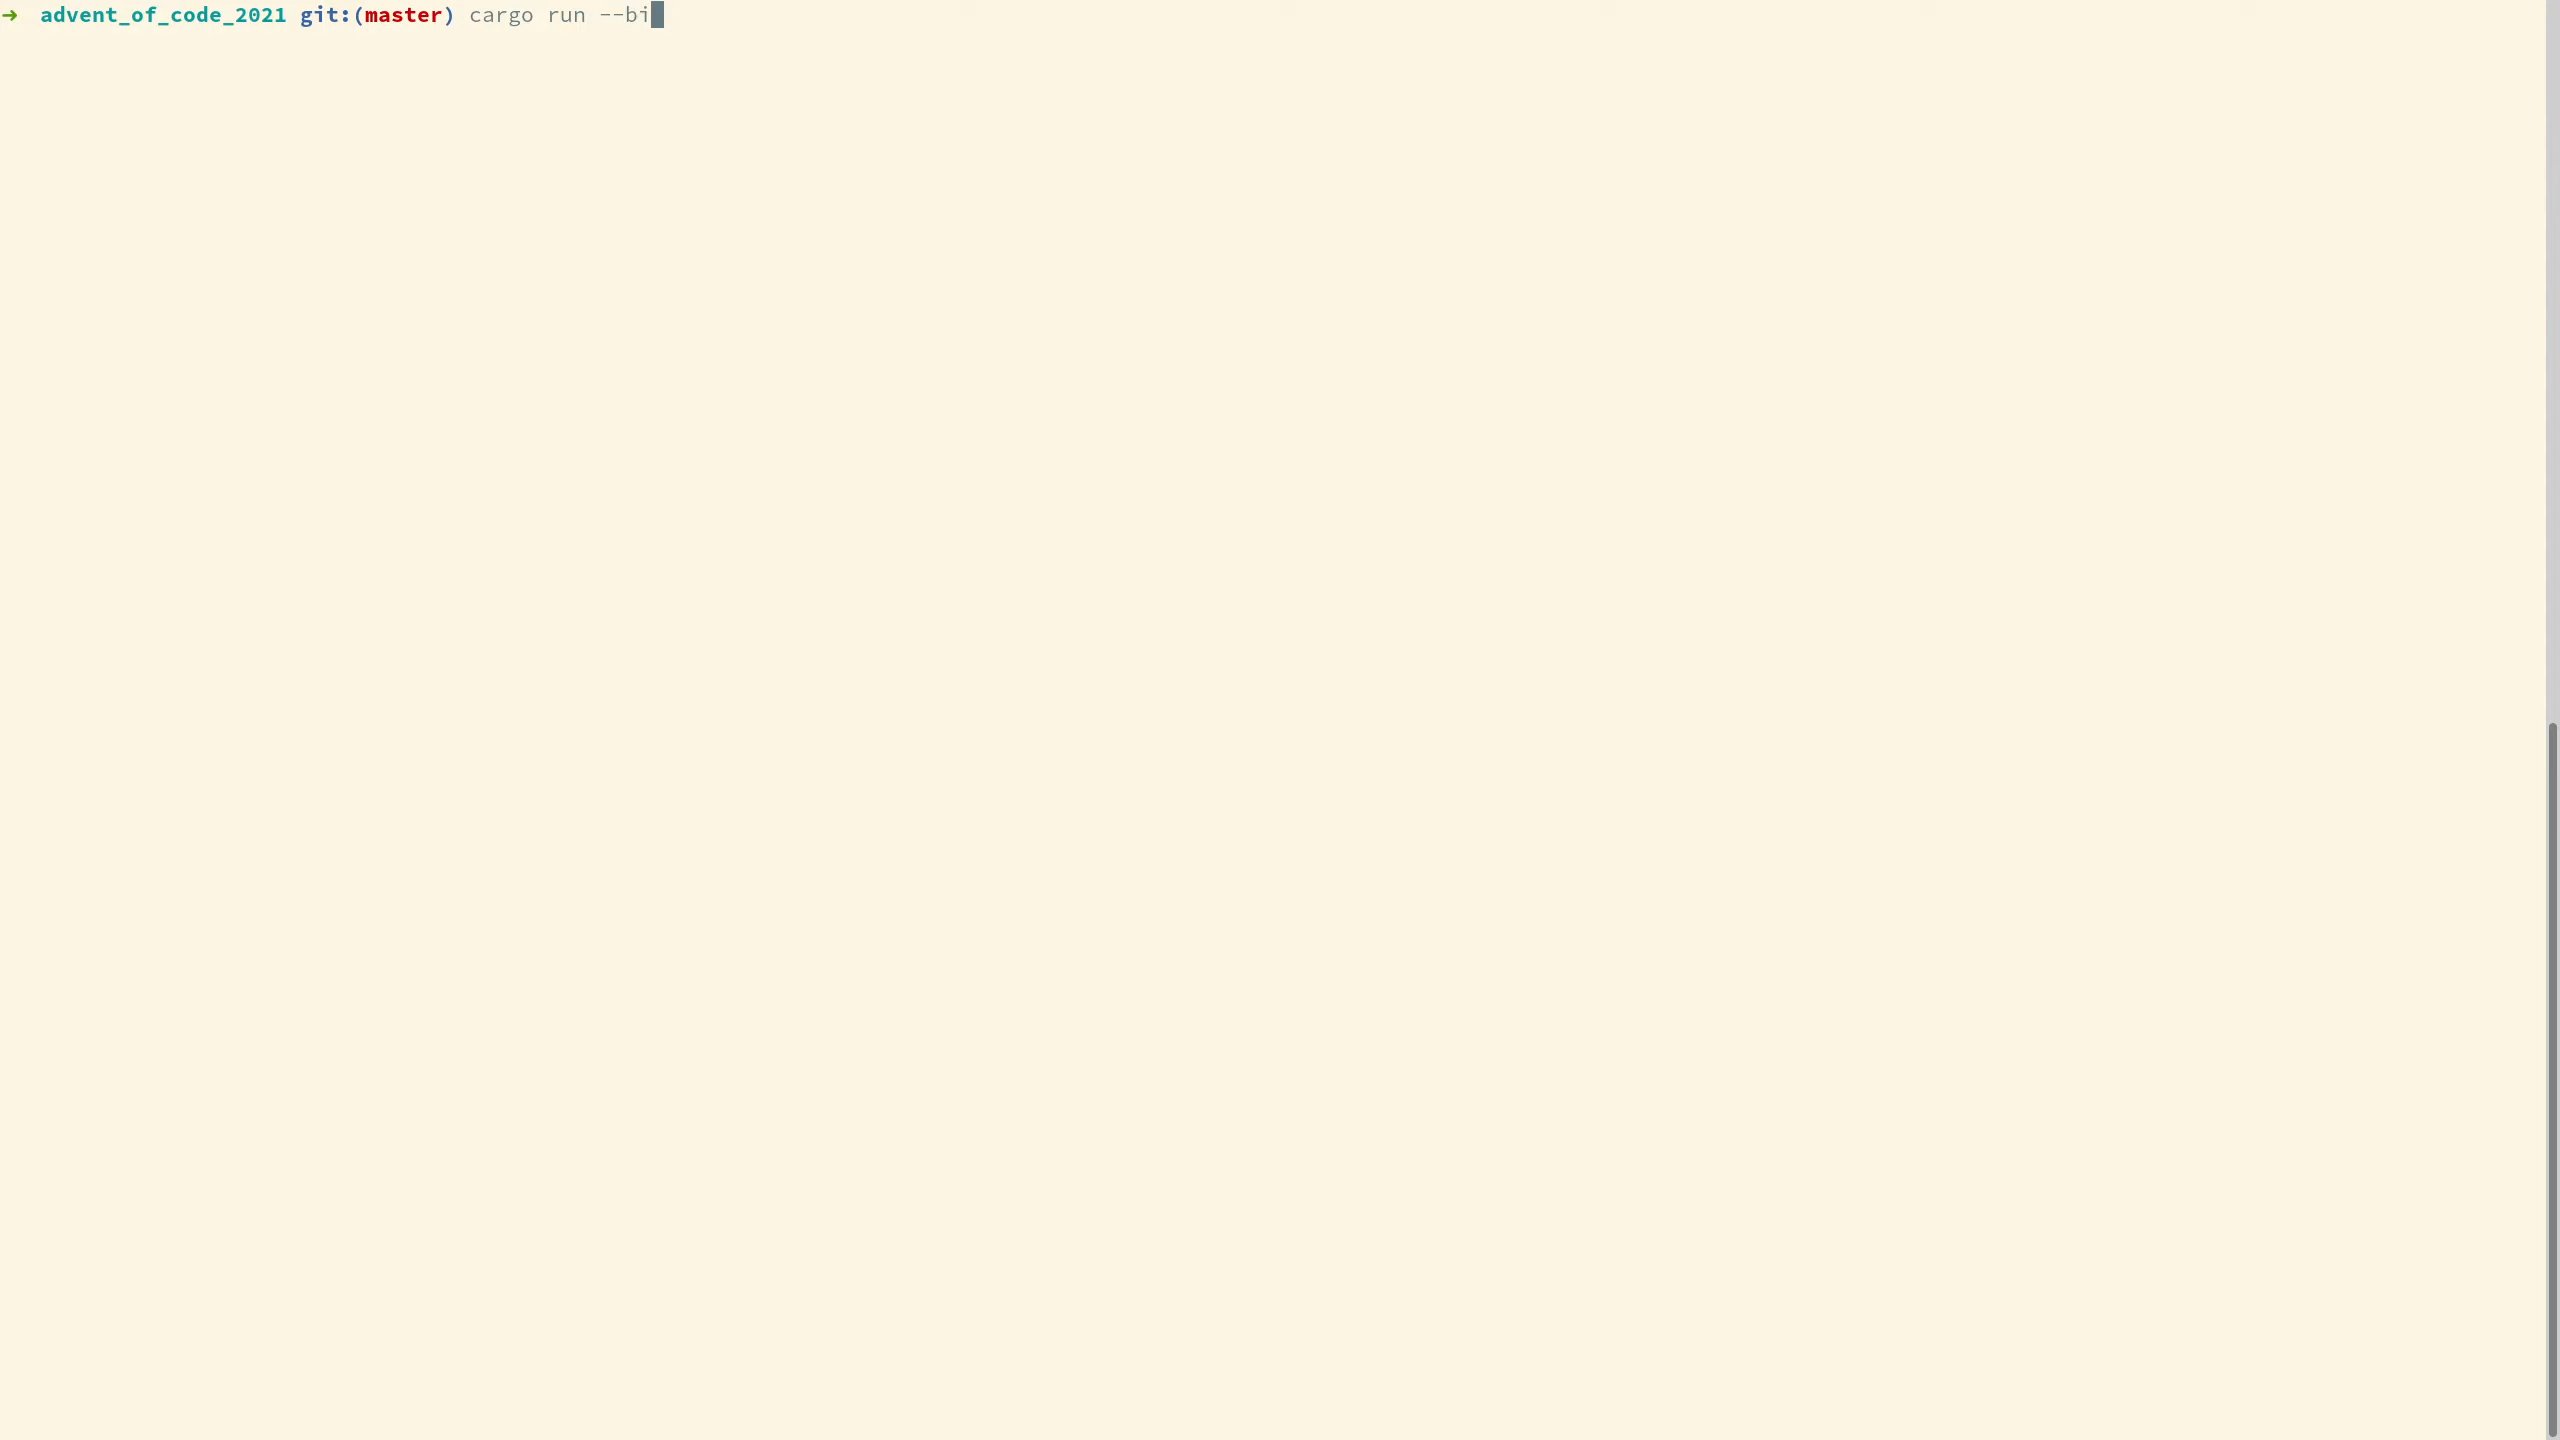 ➜ advent_of_code_2021 git:(master) cargo run --bi